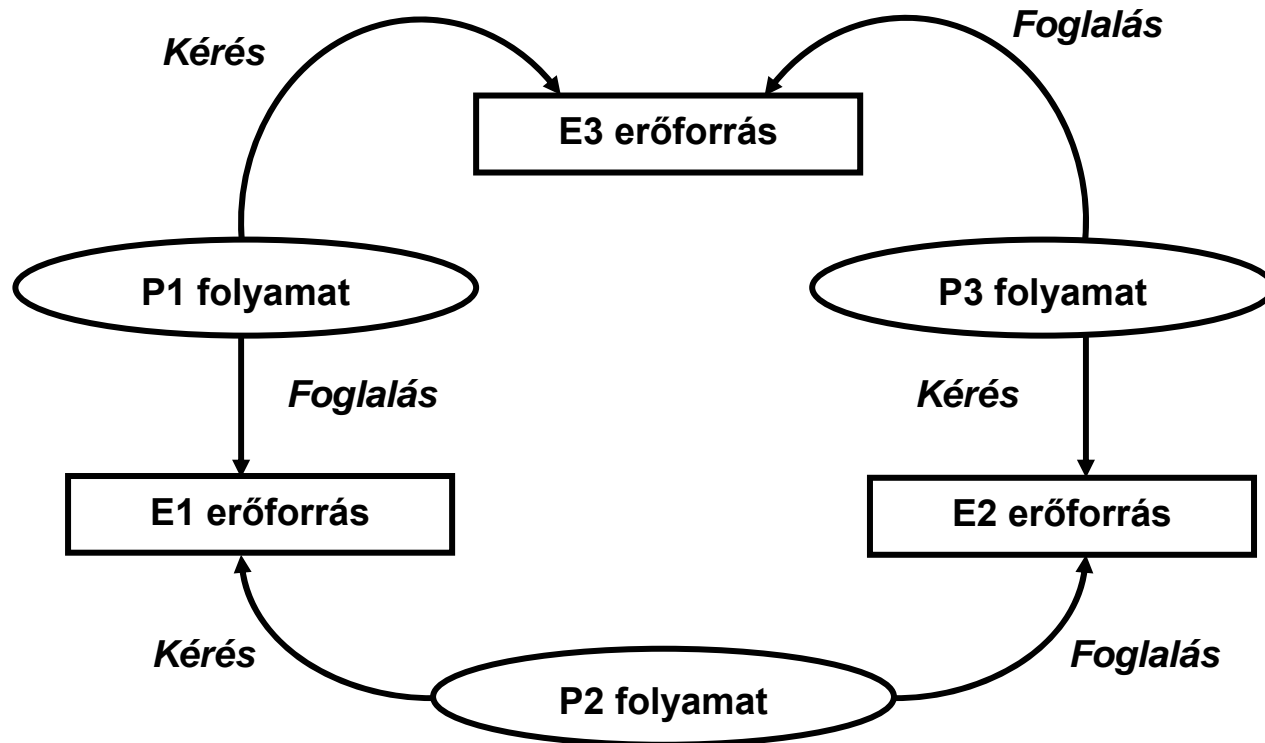 Kérés
Foglalás
E3 erőforrás
P1 folyamat
P3 folyamat
Foglalás
Kérés
E1 erőforrás
E2 erőforrás
Kérés
Foglalás
P2 folyamat